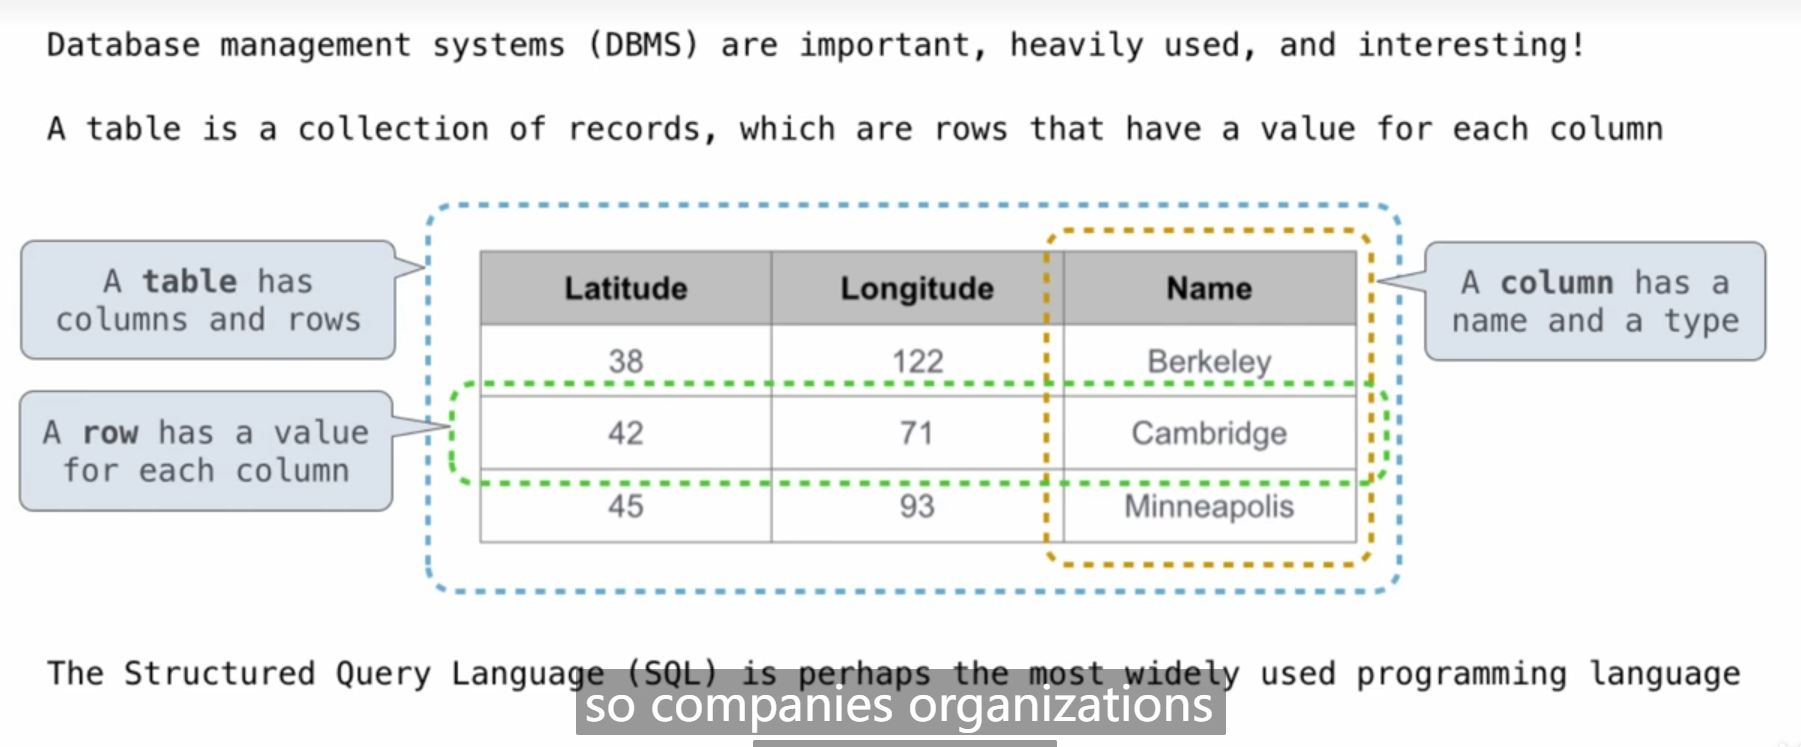 Database management systems (DBMS) are important, heavily used, and interesting!
A table is a collection of records, which are rows that have a value for each column
A table has
columns and rows
A row has a value
for each column
Latitude Longitude Name
38 122 Berkeley
42 71 Cambridge
45 93 Minneapolis
A column has a
name and a type
The Structured Query Language (SQL) is perhaps the most widely used programming language
so companies organizations